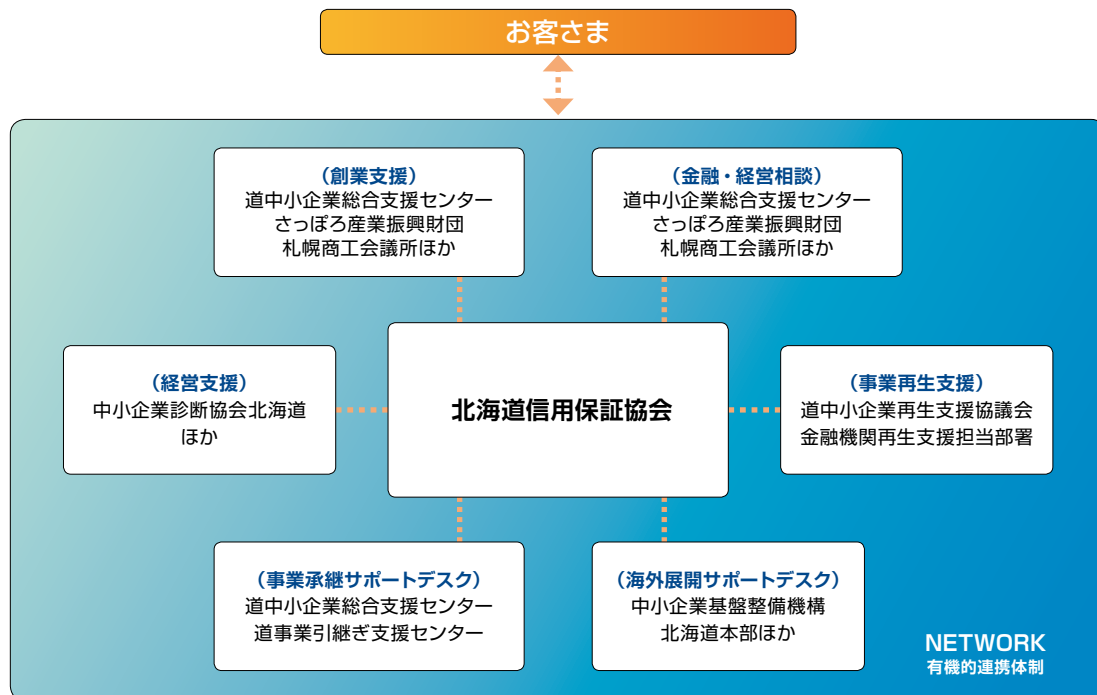 お客さま
（創業支援）
道中小企業総合支援センター
さっぽろ産業振興財団
札幌商工会議所ほか
（金融・経営相談）
道中小企業総合支援センター
さっぽろ産業振興財団
札幌商工会議所ほか
（経営支援）
中小企業診断協会北海道
ほか
北海道信用保証協会
（事業再生支援）
道中小企業再生支援協議会
金融機関再生支援担当部署
（事業承継サポートデスク）
道中小企業総合支援センター
道事業引継ぎ支援センター
（海外展開サポートデスク）
中小企業基盤整備機構
北海道本部ほか
NETWORK
有機的連携体制